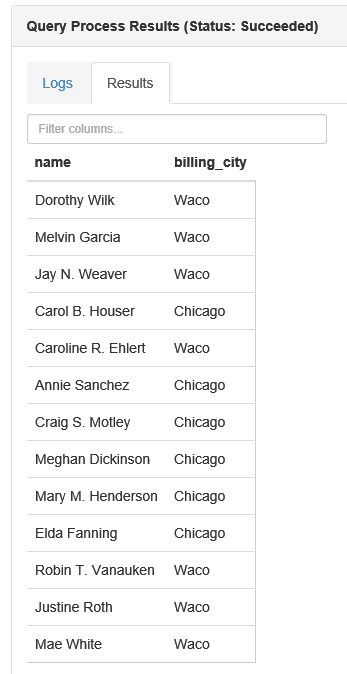 Query Process Results (Status: Succeeded)
Logs Results
Filter columns...
name billing_city
Dorothy Wilk Waco
Melvin Garcia Waco
Jay N. Weaver Waco
Carol B. Houser Chicago
Caroline R. Ehlert Waco
Annie Sanchez Chicago
Craig S. Motley Chicago
Meghan Dickinson Chicago
Mary M. Henderson Chicago
Elda Fanning Chicago
Robin T. Vanauken Waco
Justine Roth Waco
Mae White Waco